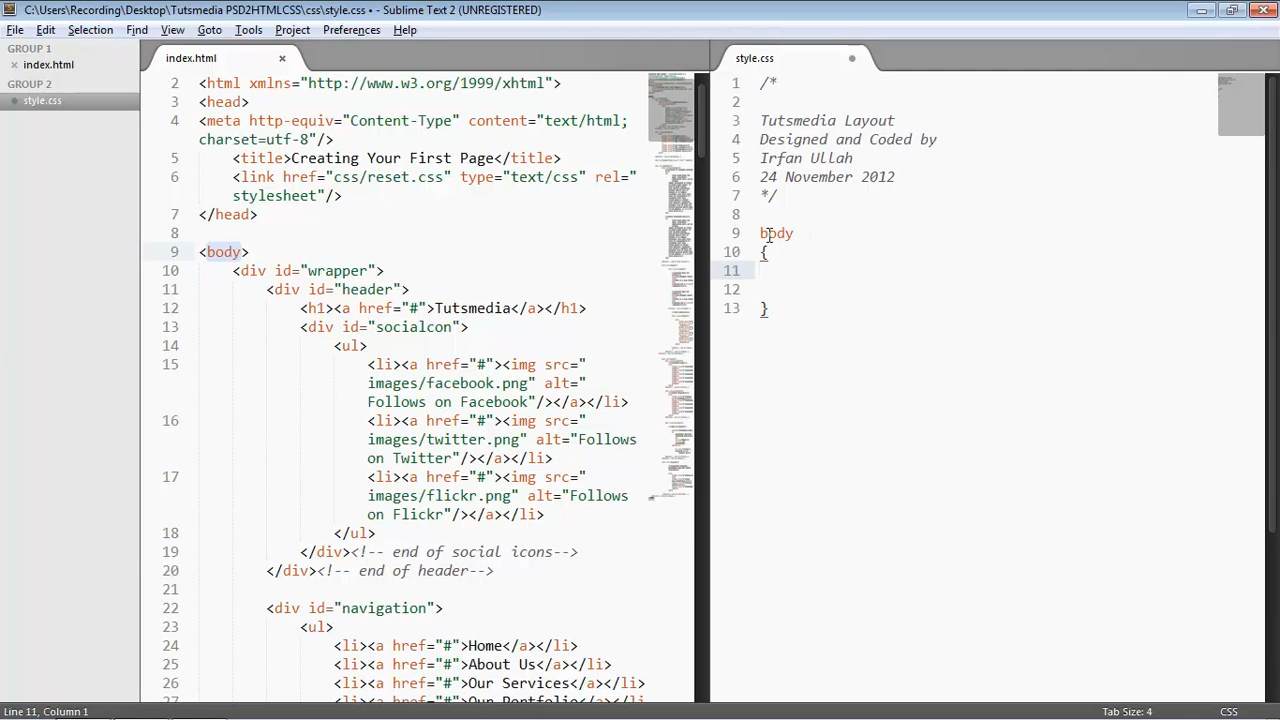 C:\Users\Recording\Desktop\Tutsmedia PSD2HTMLCSS\css\style.css • - Sublime Text 2 (UNREGISTERED)
File Edit Selection Find View Goto Tools Project Preferences Help
GROUP 1
index.html
GROUP 2
style.css
index.html
2 <html xmlns="http://www.w3.org/1999/xhtml">
3 <head>
4 <meta http-equiv="Content-Type" content="text/html;
charset=utf-8"/>
5 <title>Creating Your First Page</title>
6 <link href="css/reset.css" type="text/css" rel="
stylesheet"/>
7 </head>
8
9 <body>
10 <div id="wrapper">
11 <div id="header">
12 <h1><a href="#">Tutsmedia</a></h1>
13 <div id="socialcon">
14 <ul>
15 <li><a href="#"><img src="
images/facebook.png" alt="
Follow on Facebook"/></a></li>
16 <li><a href="#"><img src="
images/twitter.png" alt="Follows
on Twitter"/></a></li>
17 <li><a href="#"><img src="
images/flickr.png" alt="Follows
on Flickr"/></a></li>
18 </ul>
19 </div><!-- end of social icons-->
20 </div><!-- end of header-->
21
22 <div id="navigation">
23 <ul>
24 <li><a href="#">Home</a></li>
25 <li><a href="#">About Us</a></li>
26 <li><a href="#">Our Services</a></li>
27 <li><a href="#">Our Portfolio</a></li>
style.css
1 /*
2
3 Tutsmedia Layout
4 Designed and Coded by
5 Irfan Ullah
6 24 November 2012
7 */
8
9 body
10 {
11
12
13 }
Line 11, Column 1
Tab Size: 4
CSS